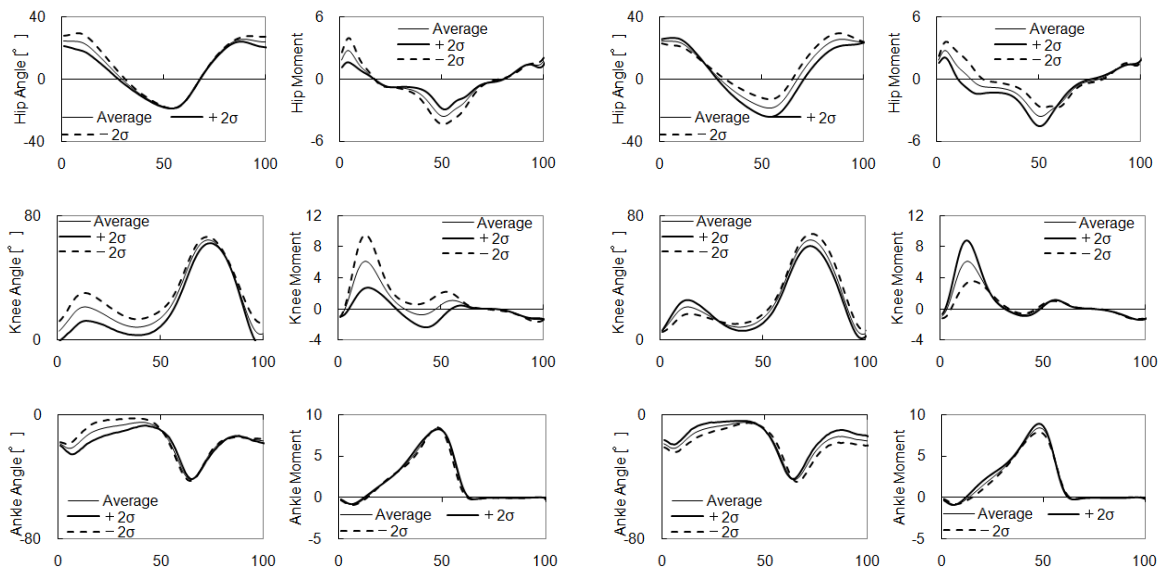 Hip Angle [°]
40
0
-40
Average
+ 2σ
− 2σ
0
50
100
Hip Moment
6
0
-6
Average
+ 2σ
− 2σ
0
50
100
Hip Angle [°]
40
0
-40
Average
+ 2σ
− 2σ
0
50
100
Hip Moment
6
0
-6
Average
+ 2σ
− 2σ
0
50
100
Knee Angle [°]
80
0
Average
+ 2σ
− 2σ
0
50
100
Knee Moment
12
8
4
0
-4
Average
+ 2σ
− 2σ
0
50
100
Knee Angle [°]
80
0
Average
+ 2σ
− 2σ
0
50
100
Knee Moment
12
8
4
0
-4
Average
+ 2σ
− 2σ
0
50
100
Ankle Angle [°]
0
-80
Average
+ 2σ
− 2σ
0
50
100
Ankle Moment
10
5
0
-5
Average
+ 2σ
− 2σ
0
50
100
Ankle Angle [°]
0
-80
Average
+ 2σ
− 2σ
0
50
100
Ankle Moment
10
5
0
-5
Average
+ 2σ
− 2σ
0
50
100